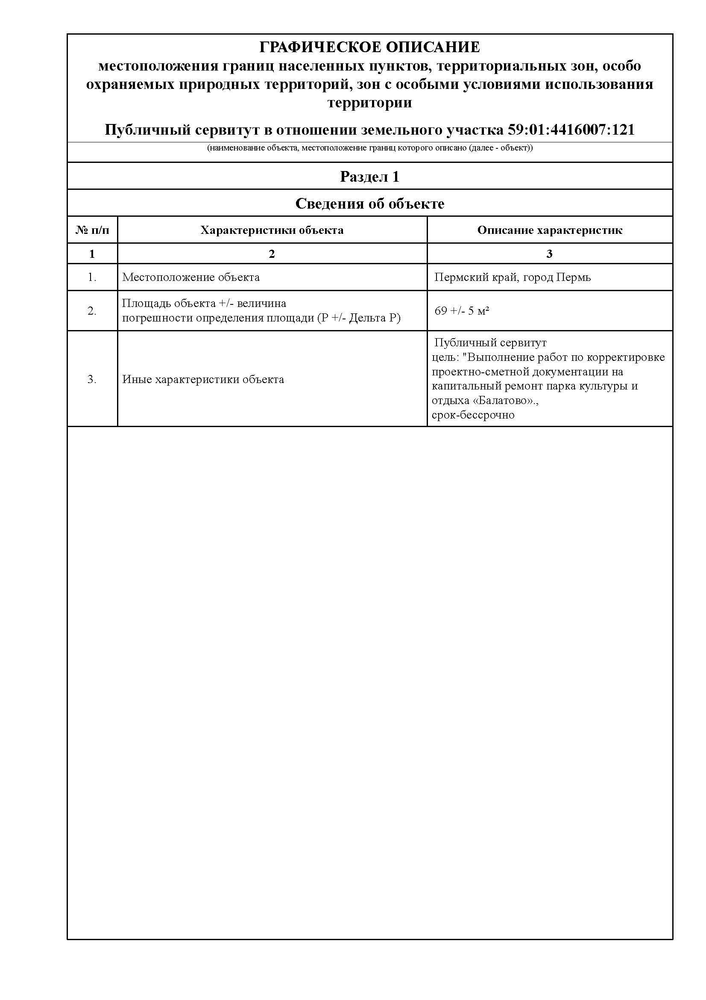 ГРАФИЧЕСКОЕ ОПИСАНИЕ
местоположения границ населенных пунктов, территориальных зон, особо
охраняемых природных территорий, зон с особыми условиями использования
территории
Публичный сервитут в отношении земельного участка 59:01:4416007:121
(наименование объекта, местоположение границ которого описано (далее - объект))
Раздел 1
Сведения об объекте
№ п/п Характеристики объекта Описание характеристик
1 2 3
1. Местоположение объекта Пермский край, город Пермь
2. Площадь объекта +/- величина
погрешности определения площади (P +/- Дельта P) 69 +/- 5 м²
3. Иные характеристики объекта
Публичный сервитут
цель: "Выполнение работ по корректировке
проектно-сметной документации на
капитальный ремонт парка культуры и
отдыха «Балатово».,
срок-бессрочно